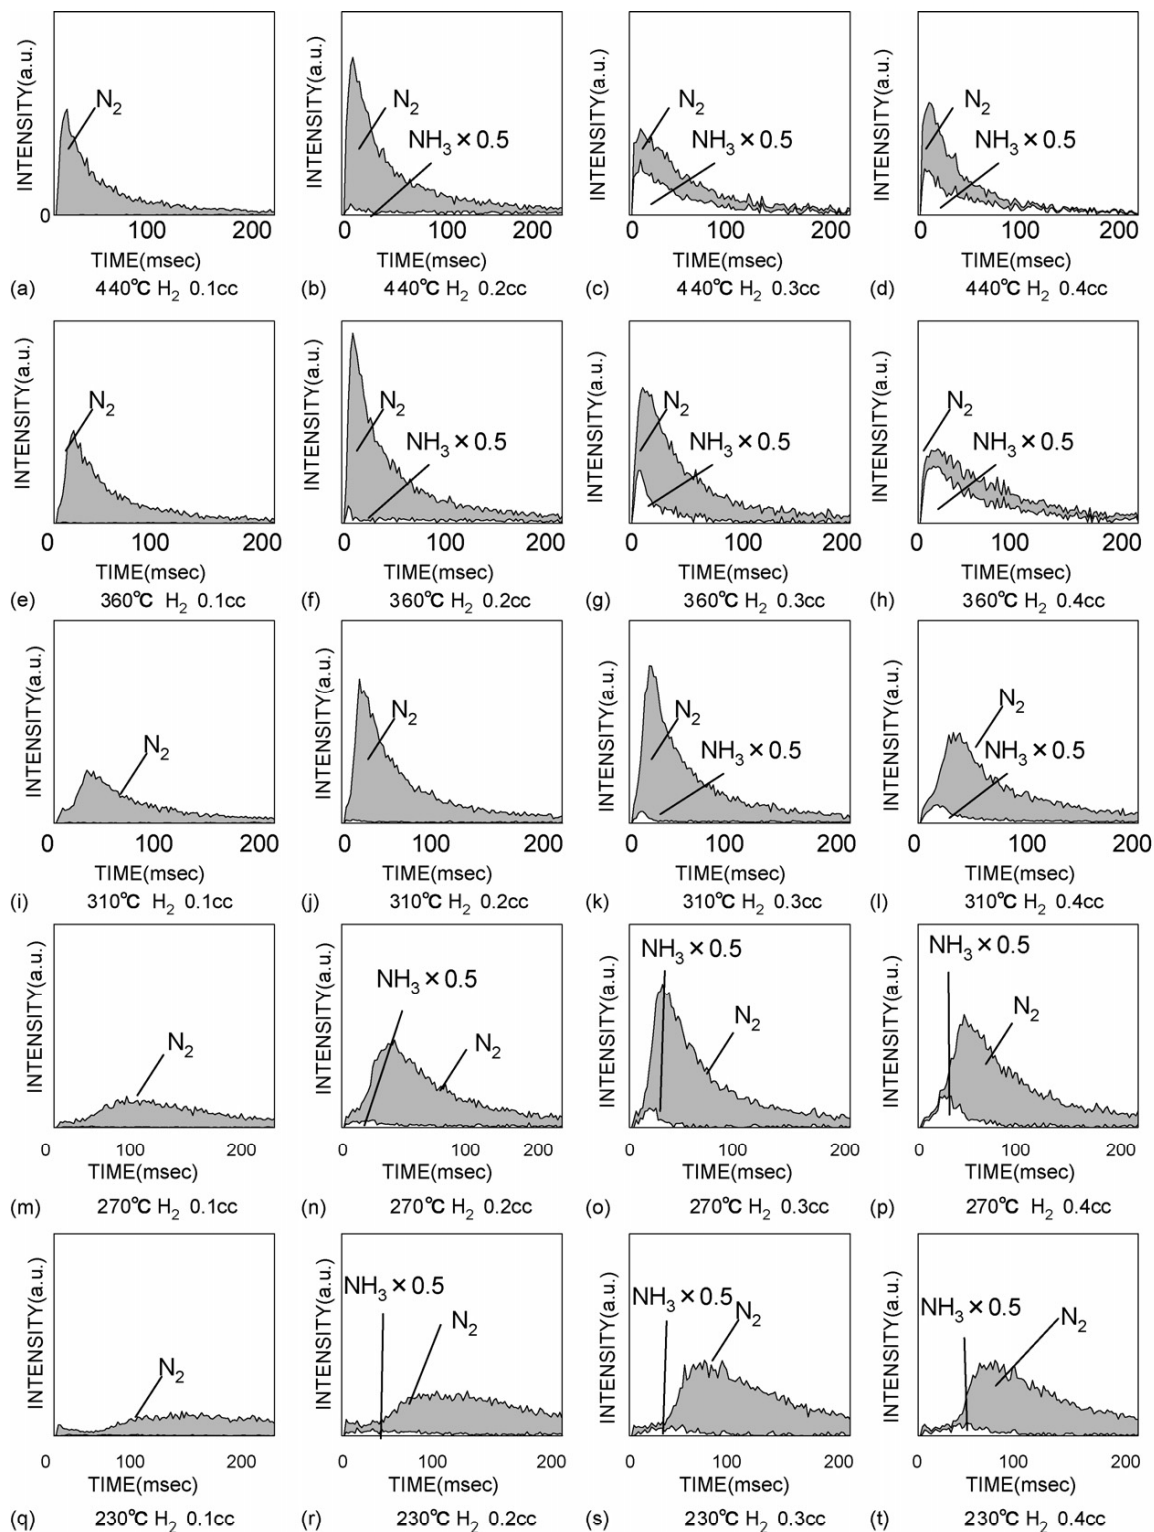 INTENSITY(a.u.)
N2
0
100
200
TIME(msec)
(a) 440℃ H2 0.1cc
INTENSITY(a.u.)
N2
NH3×0.5
0 100 200
TIME(msec)
(b) 440℃ H2 0.2cc
INTENSITY(a.u.)
N2
NH3×0.5
0 100 200
TIME(msec)
(c) 440℃ H2 0.3cc
INTENSITY(a.u.)
N2
NH3×0.5
0 100 200
TIME(msec)
(d) 440℃ H2 0.4cc
INTENSITY(a.u.)
N2
0 100 200
TIME(msec)
(e) 360℃ H2 0.1cc
INTENSITY(a.u.)
N2
NH3×0.5
0 100 200
TIME(msec)
(f) 360℃ H2 0.2cc
INTENSITY(a.u.)
N2
NH3×0.5
0 100 200
TIME(msec)
(g) 360℃ H2 0.3cc
INTENSITY(a.u.)
N2
NH3×0.5
0 100 200
TIME(msec)
(h) 360℃ H2 0.4cc
INTENSITY(a.u.)
N2
0 100 200
TIME(msec)
(i) 310℃ H2 0.1cc
INTENSITY(a.u.)
N2
0 100 200
TIME(msec)
(j) 310℃ H2 0.2cc
INTENSITY(a.u.)
N2
NH3×0.5
0 100 200
TIME(msec)
(k) 310℃ H2 0.3cc
INTENSITY(a.u.)
N2
NH3×0.5
0 100 200
TIME(msec)
(l) 310℃ H2 0.4cc
INTENSITY(a.u.)
N2
0 100 200
TIME(msec)
(m) 270℃ H2 0.1cc
INTENSITY(a.u.)
NH3×0.5
N2
0 100 200
TIME(msec)
(n) 270℃ H2 0.2cc
INTENSITY(a.u.)
NH3×0.5
N2
0 100 200
TIME(msec)
(o) 270℃ H2 0.3cc
INTENSITY(a.u.)
NH3×0.5
N2
0 100 200
TIME(msec)
(p) 270℃ H2 0.4cc
INTENSITY(a.u.)
N2
0 100 200
TIME(msec)
(q) 230℃ H2 0.1cc
INTENSITY(a.u.)
NH3×0.5
N2
0 100 200
TIME(msec)
(r) 230℃ H2 0.2cc
INTENSITY(a.u.)
NH3×0.5
N2
0 100 200
TIME(msec)
(s) 230℃ H2 0.3cc
INTENSITY(a.u.)
NH3×0.5
N2
0 100 200
TIME(msec)
(t) 230℃ H2 0.4cc